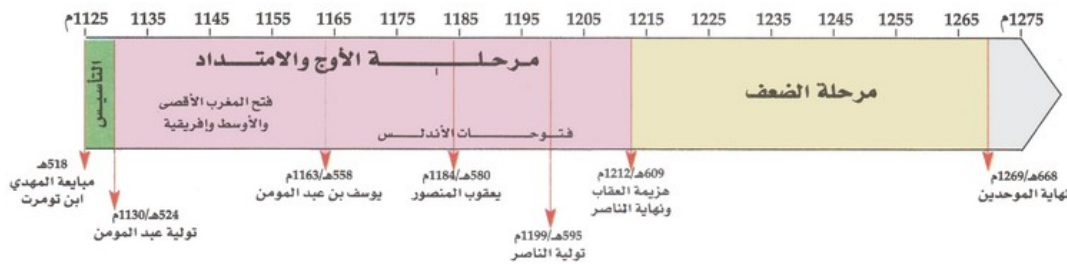 1125م 1135 1145 1155 1165 1175 1185 1195 1205 1215 1225 1235 1245 1255 1265 1275م
التأسيس
مرحلة الأوج والامتداد
فتح المغرب الأقصى
والأوسط وإفريقية
فتوحات الأندلس
مرحلة الضعف
518هـ
مبايعة المهدي
ابن تومرت
524هـ/1130م
تولية عبد المومن
558هـ/1163م
يوسف بن عبد المومن
580هـ/1184م
يعقوب المنصور
595هـ/1199م
تولية الناصر
609هـ/1212م
هزيمة العقاب
ونهاية الناصر
668هـ/1269م
نهاية الموحدين